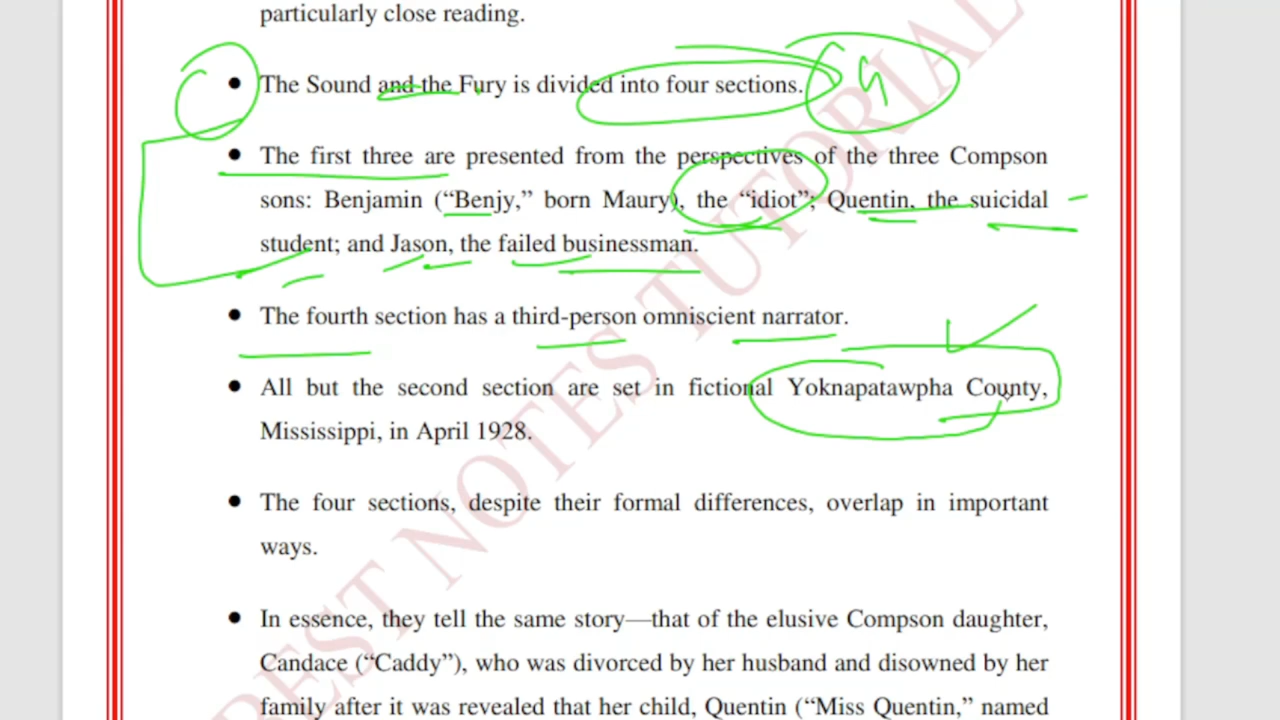 particularly close reading.
The Sound and the Fury is divided into four sections.
4
The first three are presented from the perspectives of the three Compson
sons: Benjamin (“Benjy,” born Maury), the “idiot”; Quentin, the suicidal
student; and Jason, the failed businessman.
The fourth section has a third-person omniscient narrator.
All but the second section are set in fictional Yoknapatawpha County,
Mississippi, in April 1928.
The four sections, despite their formal differences, overlap in important
ways.
In essence, they tell the same story—that of the elusive Compson daughter,
Candace (“Caddy”), who was divorced by her husband and disowned by her
family after it was revealed that her child, Quentin (“Miss Quentin,” named
BEST NOTES TUTORIAL